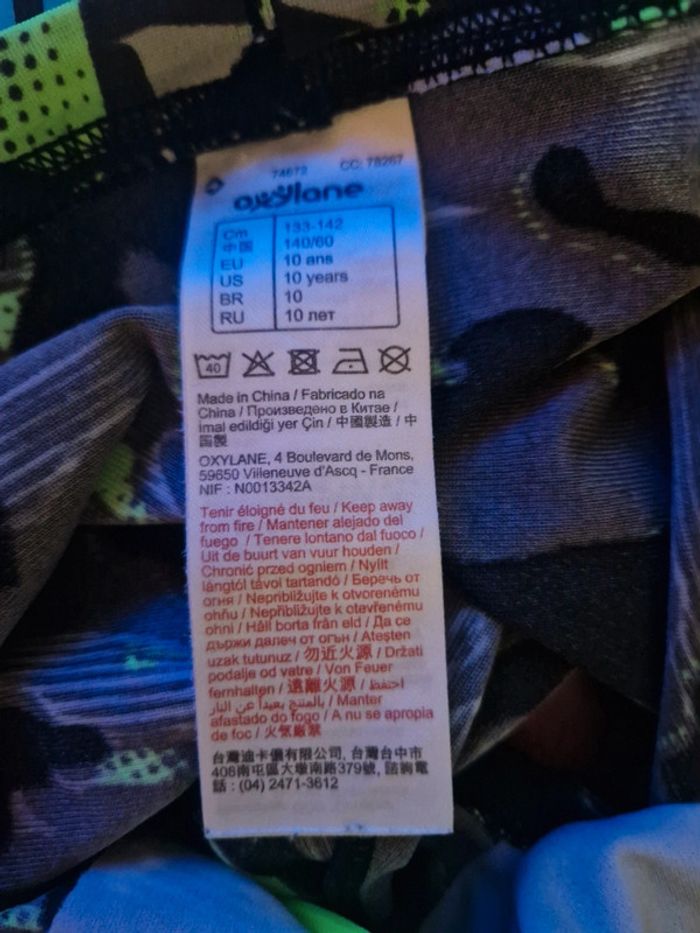 74672 CC: 78267
oxylane
Cm 133-142
中国 140/60
EU 10 ans
US 10 years
BR 10
RU 10 лет
40
Made in China / Fabricado na
China / Произведено в Китае /
imal edildiği yer Çin / 中國製造 / 中
国製
OXYLANE, 4 Boulevard de Mons,
59650 Villeneuve d'Ascq - France
NIF : N0013342A
Tenir éloigné du feu / Keep away
from fire / Mantener alejado del
fuego / Tenere lontano dal fuoco /
Uit de buurt van vuur houden /
Chronić przed ogniem / Nyílt
lángtól távol tartandó / Беречь от
огня / Nepribližujte k otvorenému
ohňu / Nepřibližujte k otevřenému
ohni / Håll borta från eld / Да се
държи далеч от огън / Ateşten
uzak tutunuz / 勿近火源 / Držati
podalje od vatre / Von Feuer
fernhalten / 遠離火源 / احتفظ
بالمنتج بعيداً عن النار / Manter
afastado do fogo / A nu se apropia
de foc / 火気厳禁
台灣迪卡儂有限公司, 台灣台中市
408南屯區大墩南路379號, 諮詢電
話 : (04) 2471-3612